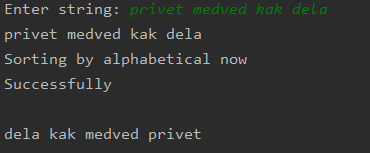 Enter string: privet medved kak dela
privet medved kak dela
Sorting by alphabetical now
Successfully
dela kak medved privet